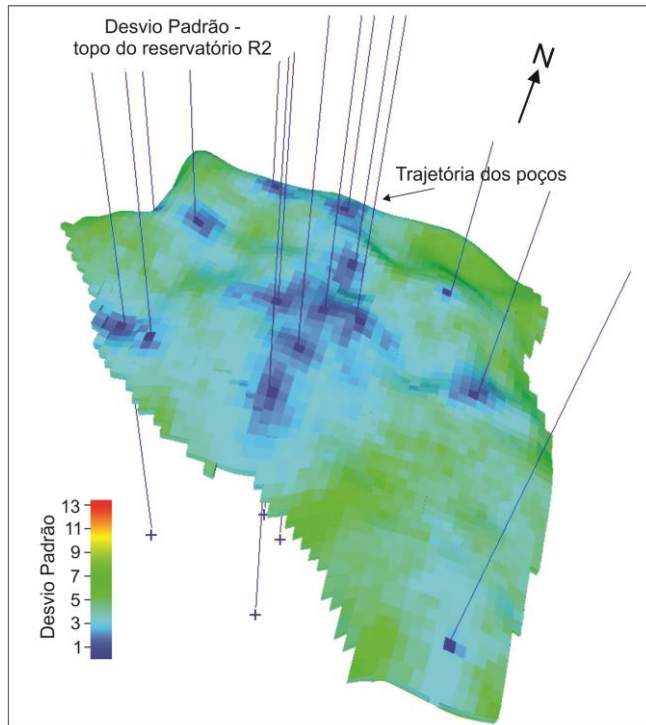 Desvio Padrão -
topo do reservatório R2
N
Trajetória dos poços
Desvio Padrão
13
11
9
7
5
3
1